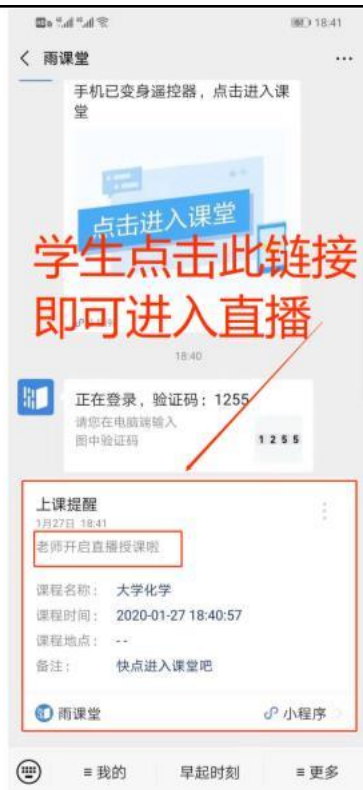 18:41
雨课堂
手机已变身遥控器，点击进入课
堂
点击进入课堂
学生点击此链接
即可进入直播
18:40
正在登录，验证码：1255
请您在电脑端输入
图中验证码
1 2 5 5
上课提醒
1月27日 18:41
老师开启直播授课啦
课程名称： 大学化学
课程时间： 2020-01-27 18:40:57
课程地点： --
备注： 快点进入课堂吧
雨课堂 小程序
≡我的 早起时刻 ≡更多